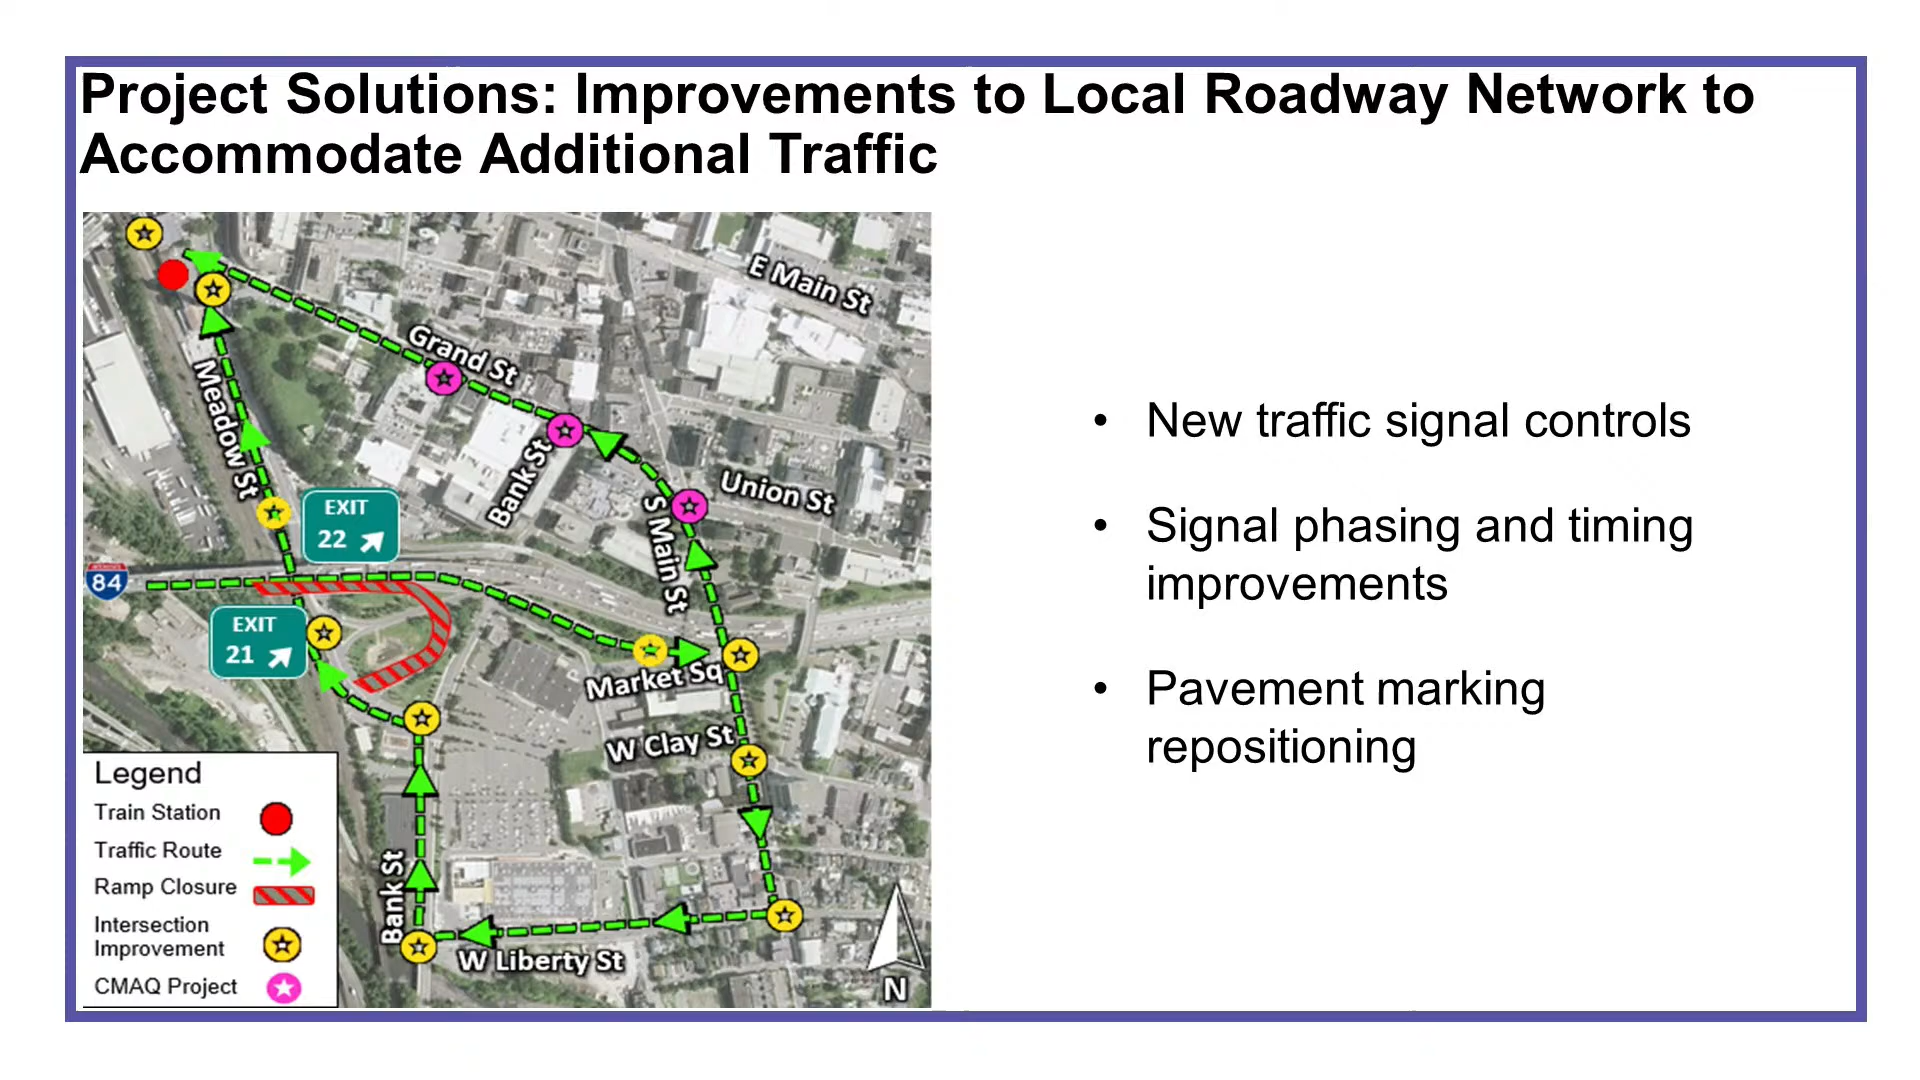 Project Solutions: Improvements to Local Roadway Network to
Accommodate Additional Traffic
E Main St
Grand St
Meadow St
Bank St
Union St
S Main St
EXIT
22
84
EXIT
21
Market Sq
W Clay St
Bank St
W Liberty St
N
Legend
Train Station
Traffic Route
Ramp Closure
Intersection
Improvement
CMAQ Project
• New traffic signal controls
• Signal phasing and timing
improvements
• Pavement marking
repositioning